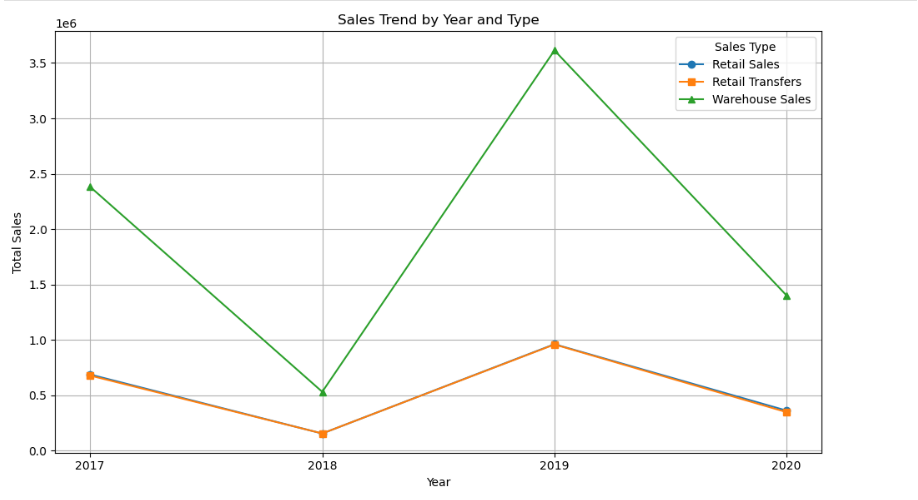 Sales Trend by Year and Type
1e6
Sales Type
Retail Sales
Retail Transfers
Warehouse Sales
3.5
3.0
2.5
2.0
1.5
1.0
0.5
0.0
Total Sales
2017 2018 2019 2020
Year